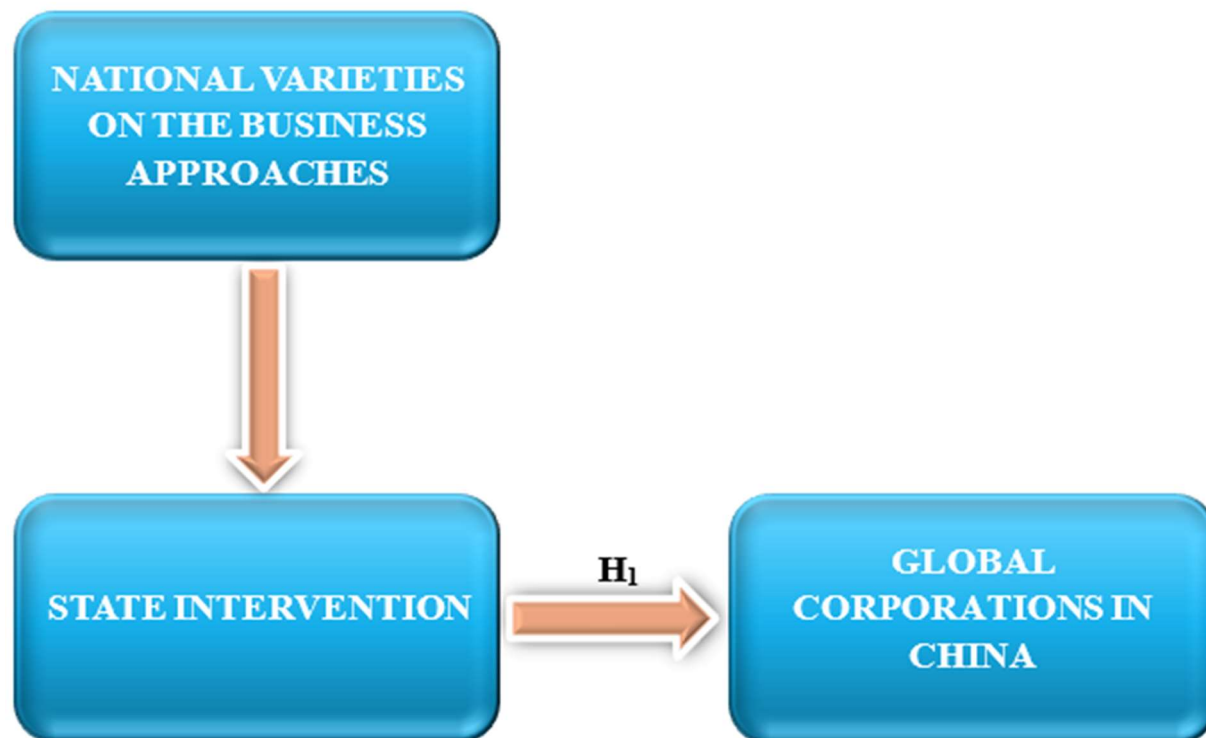 NATIONAL VARIETIES
ON THE BUSINESS
APPROACHES
STATE INTERVENTION
H₁
GLOBAL
CORPORATIONS IN
CHINA